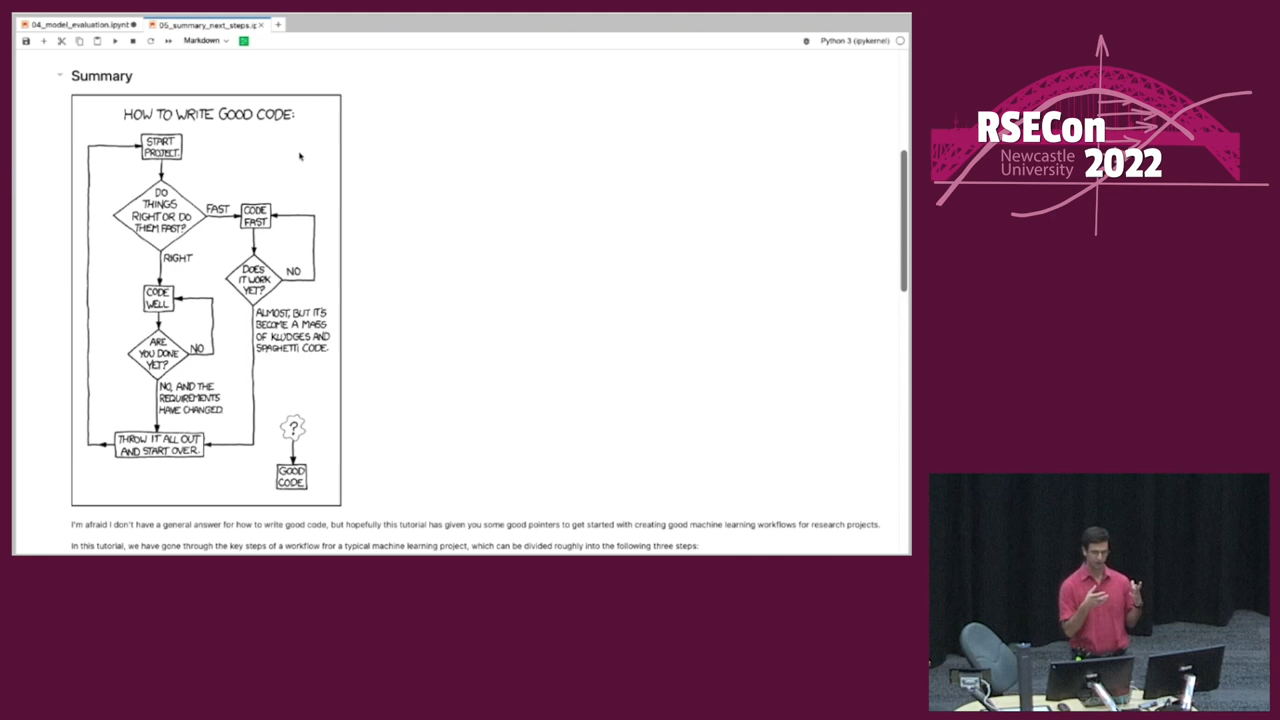 04_model_evaluation.ipynb
05_summary_next_steps.ip
Markdown
Python 3 (ipykernel)
Summary
HOW TO WRITE GOOD CODE:
START
PROJECT.
DO
THINGS
RIGHT OR DO
THEM FAST?
FAST
CODE
FAST
RIGHT
DOES
IT WORK
YET?
NO
CODE
WELL
ALMOST, BUT IT'S
BECOME A MASS
OF KLUDGES AND
SPAGHETTI CODE.
ARE
YOU DONE
YET?
NO
NO, AND THE
REQUIREMENTS
HAVE CHANGED.
THROW IT ALL OUT
AND START OVER.
?
GOOD
CODE
I'm afraid I don't have a general answer for how to write good code, but hopefully this tutorial has given you some good pointers to get started with creating good machine learning workflows for research projects.
In this tutorial, we have gone through the key steps of a workflow fror a typical machine learning project, which can be divided roughly into the following three steps:
RSECon
Newcastle
University
2022